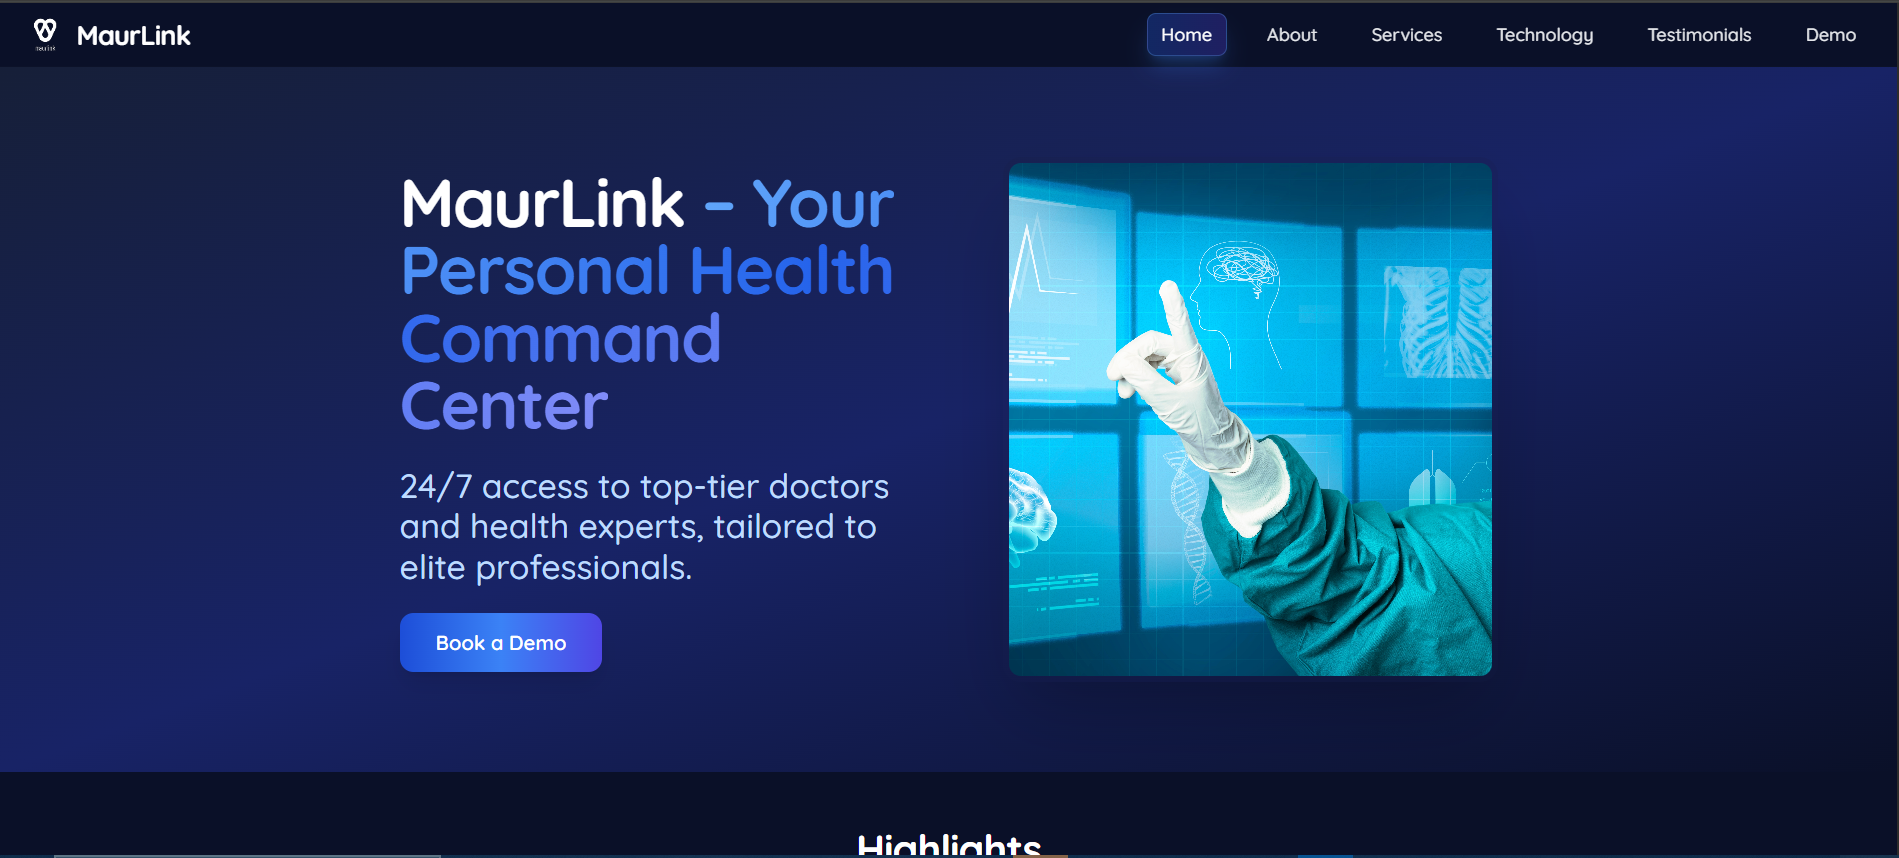 maurlink
MaurLink
Home
About
Services
Technology
Testimonials
Demo
MaurLink – Your
Personal Health
Command
Center
24/7 access to top-tier doctors
and health experts, tailored to
elite professionals.
Book a Demo
Highlights